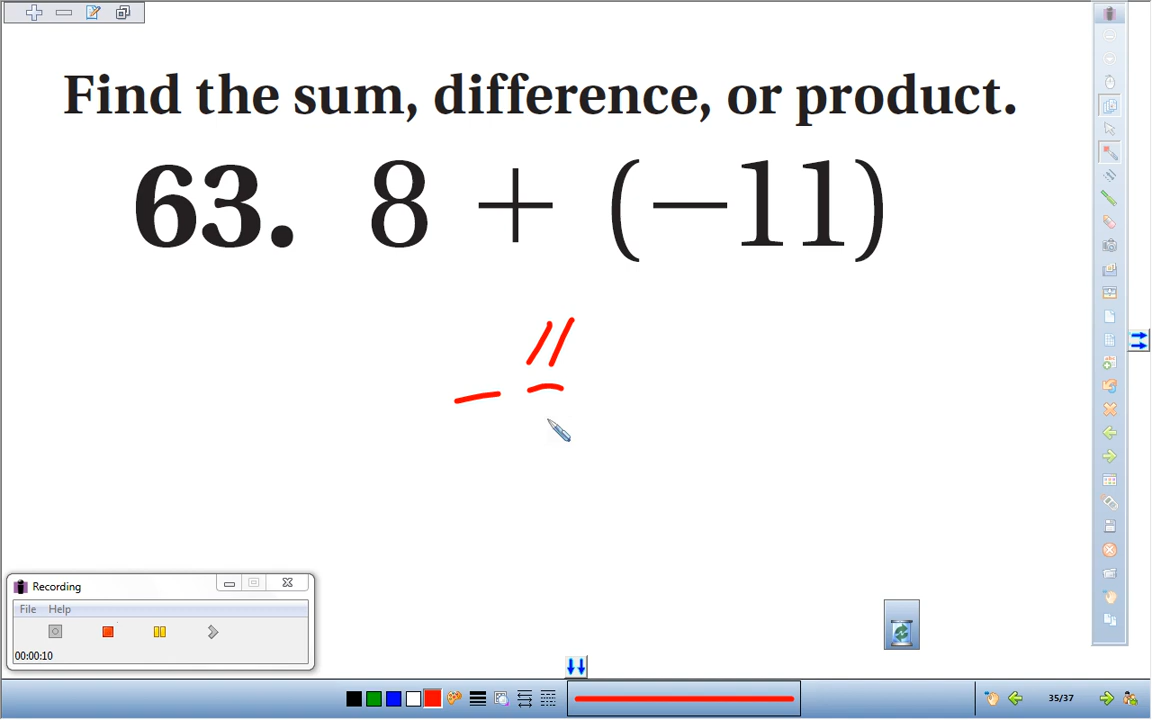 Find the sum, difference, or product.
63. 8 + (−11)
11
−
Recording
File Help
00:00:10
35/37